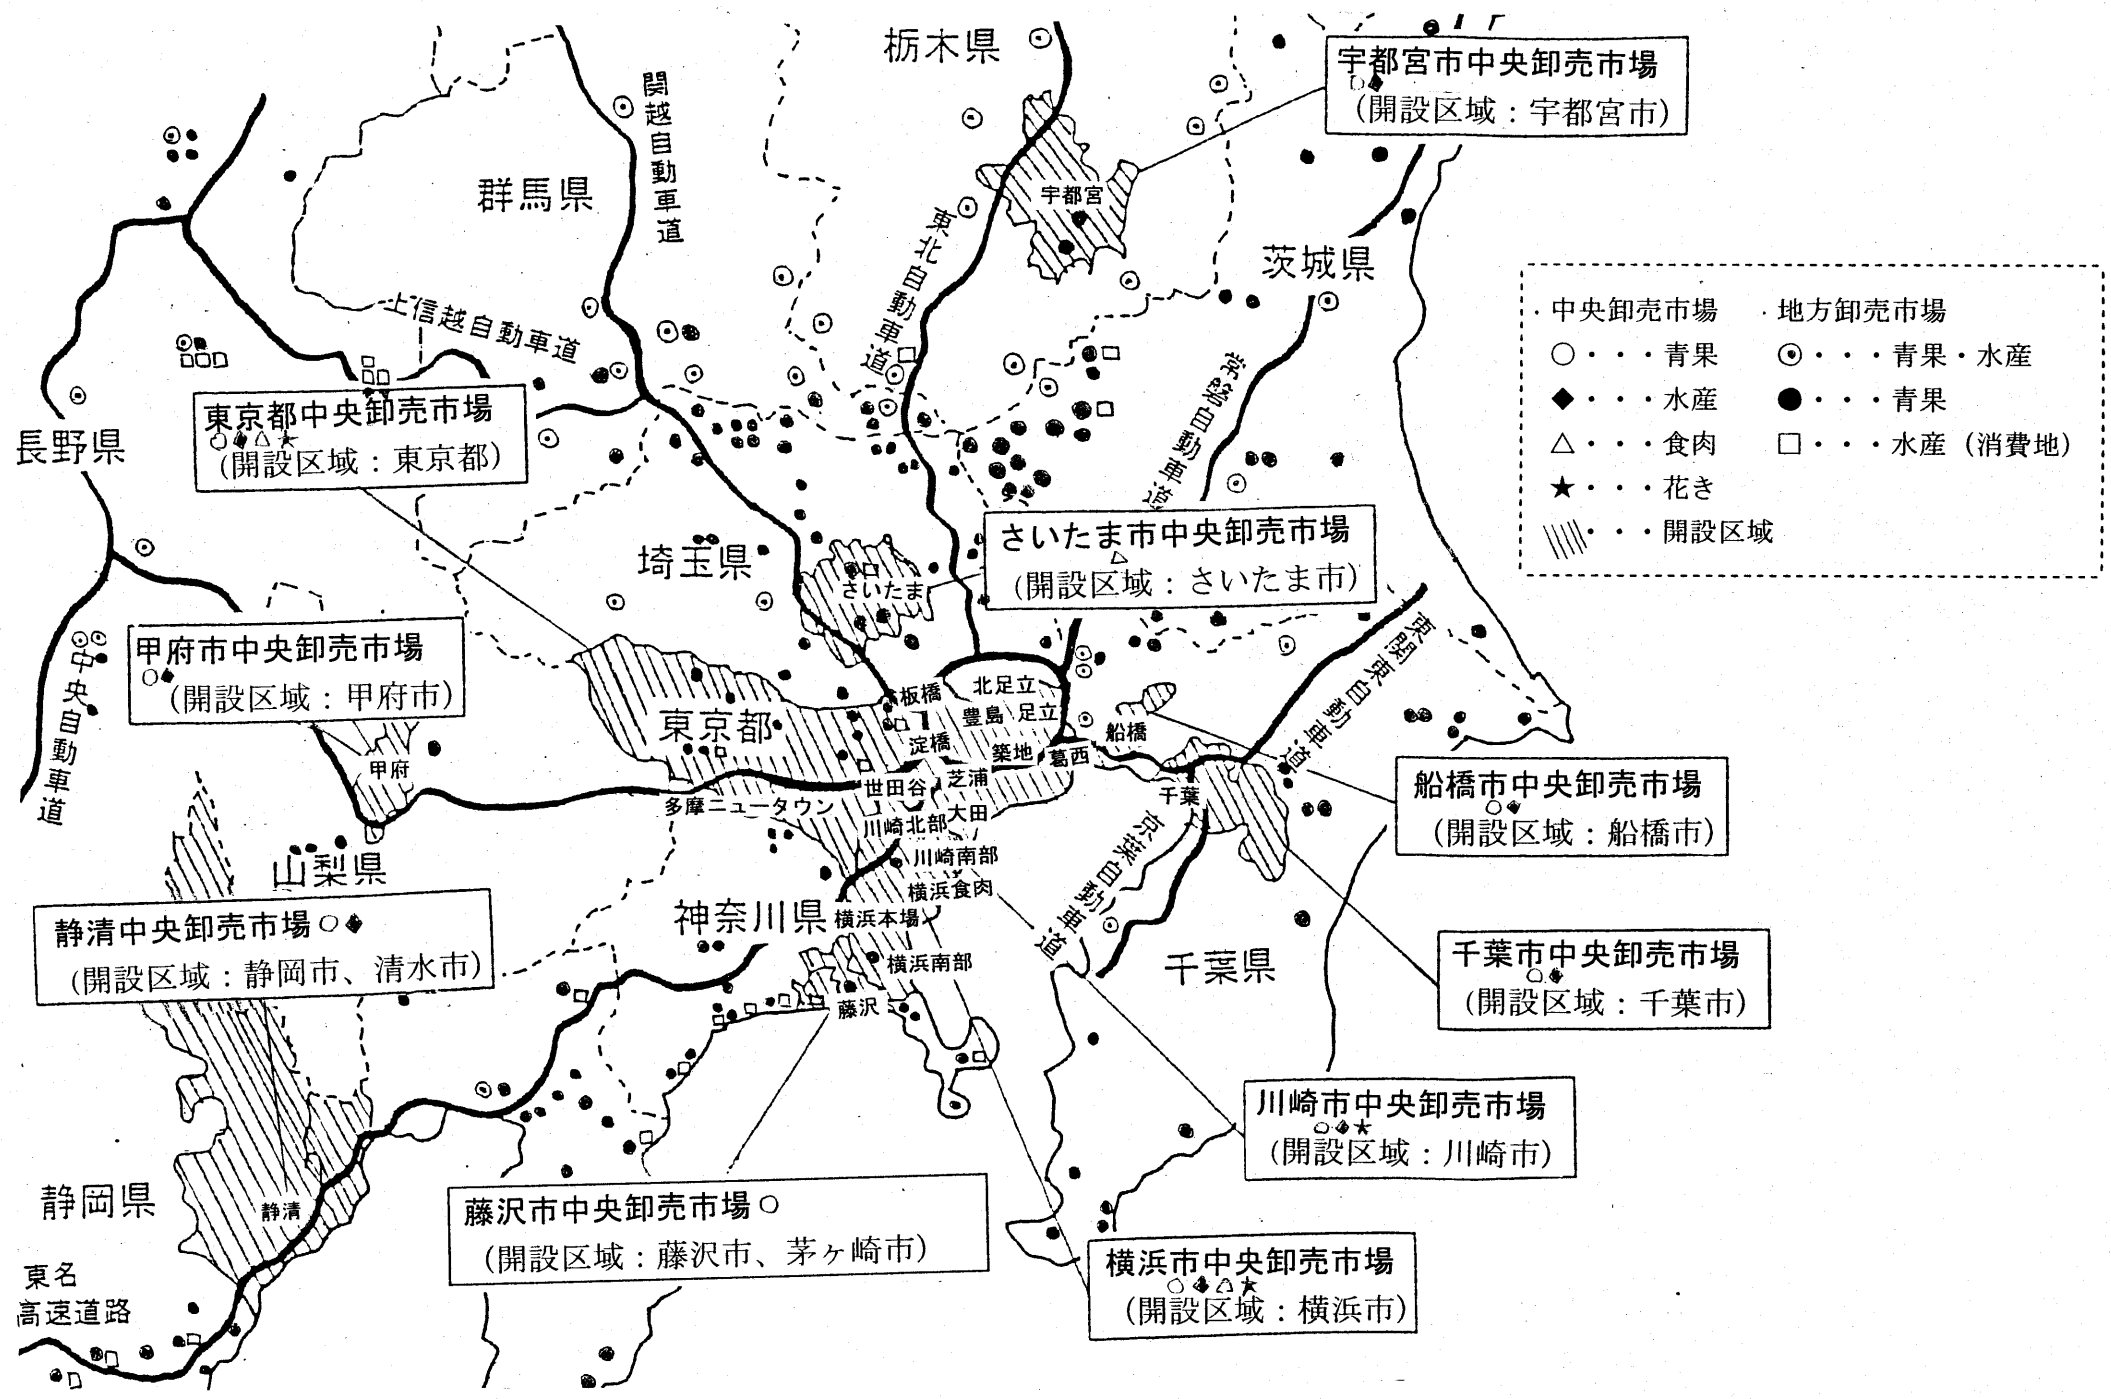 栃木県
宇都宮市中央卸売市場
○◆
（開設区域：宇都宮市）
関越自動車道
群馬県
宇都宮
東北自動車道
茨城県
上信越自動車道
・中央卸売市場
・地方卸売市場
○・・・青果
◉・・・青果・水産
◆・・・水産
●・・・青果
△・・・食肉
□・・・水産（消費地）
★・・・花き
・・・開設区域
常磐自動車道
東京都中央卸売市場
○◆△★
（開設区域：東京都）
長野県
さいたま市中央卸売市場
△
（開設区域：さいたま市）
埼玉県
さいたま
甲府市中央卸売市場
○◆
（開設区域：甲府市）
中央自動車道
東関東自動車道
板橋
北足立
豊島
足立
東京都
淀橋
築地
葛西
船橋
甲府
世田谷
芝浦
千葉
多摩ニュータウン
大田
川崎北部
船橋市中央卸売市場
○◆
（開設区域：船橋市）
京葉自動車道
川崎南部
山梨県
横浜食肉
神奈川県
横浜本場
静清中央卸売市場○◆
（開設区域：静岡市、清水市）
横浜南部
千葉県
千葉市中央卸売市場
○◆
（開設区域：千葉市）
藤沢
川崎市中央卸売市場
○◆★
（開設区域：川崎市）
静岡県
静清
藤沢市中央卸売市場○
（開設区域：藤沢市、茅ヶ崎市）
横浜市中央卸売市場
○◆△★
（開設区域：横浜市）
東名
高速道路